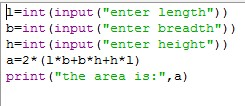 l=int(input("enter length"))
b=int(input("enter breadth"))
h=int(input("enter height"))
a=2*(l*b+b*h+h*l)
print("the area is:",a)